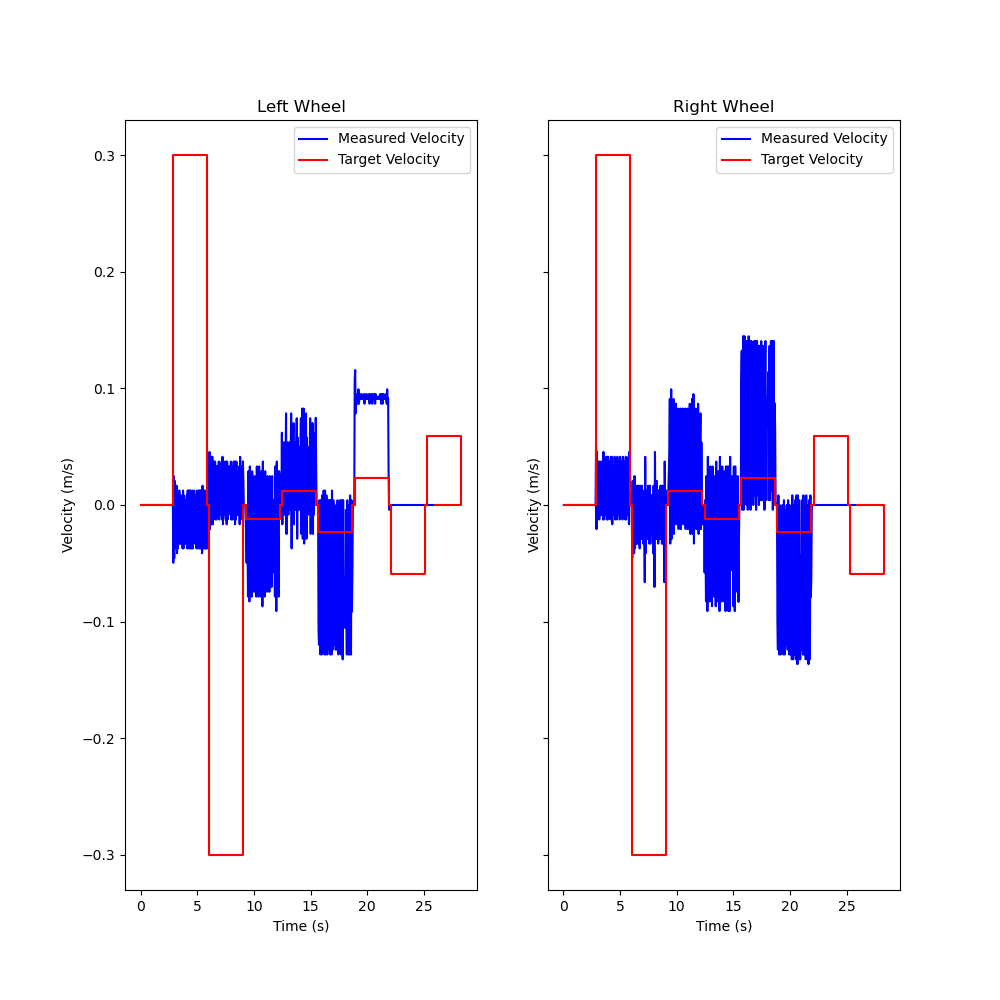 Left Wheel
Measured Velocity
Target Velocity
0.3
0.2
0.1
0.0
−0.1
−0.2
−0.3
Velocity (m/s)
0 5 10 15 20 25
Time (s)
Right Wheel
Measured Velocity
Target Velocity
Velocity (m/s)
0 5 10 15 20 25
Time (s)